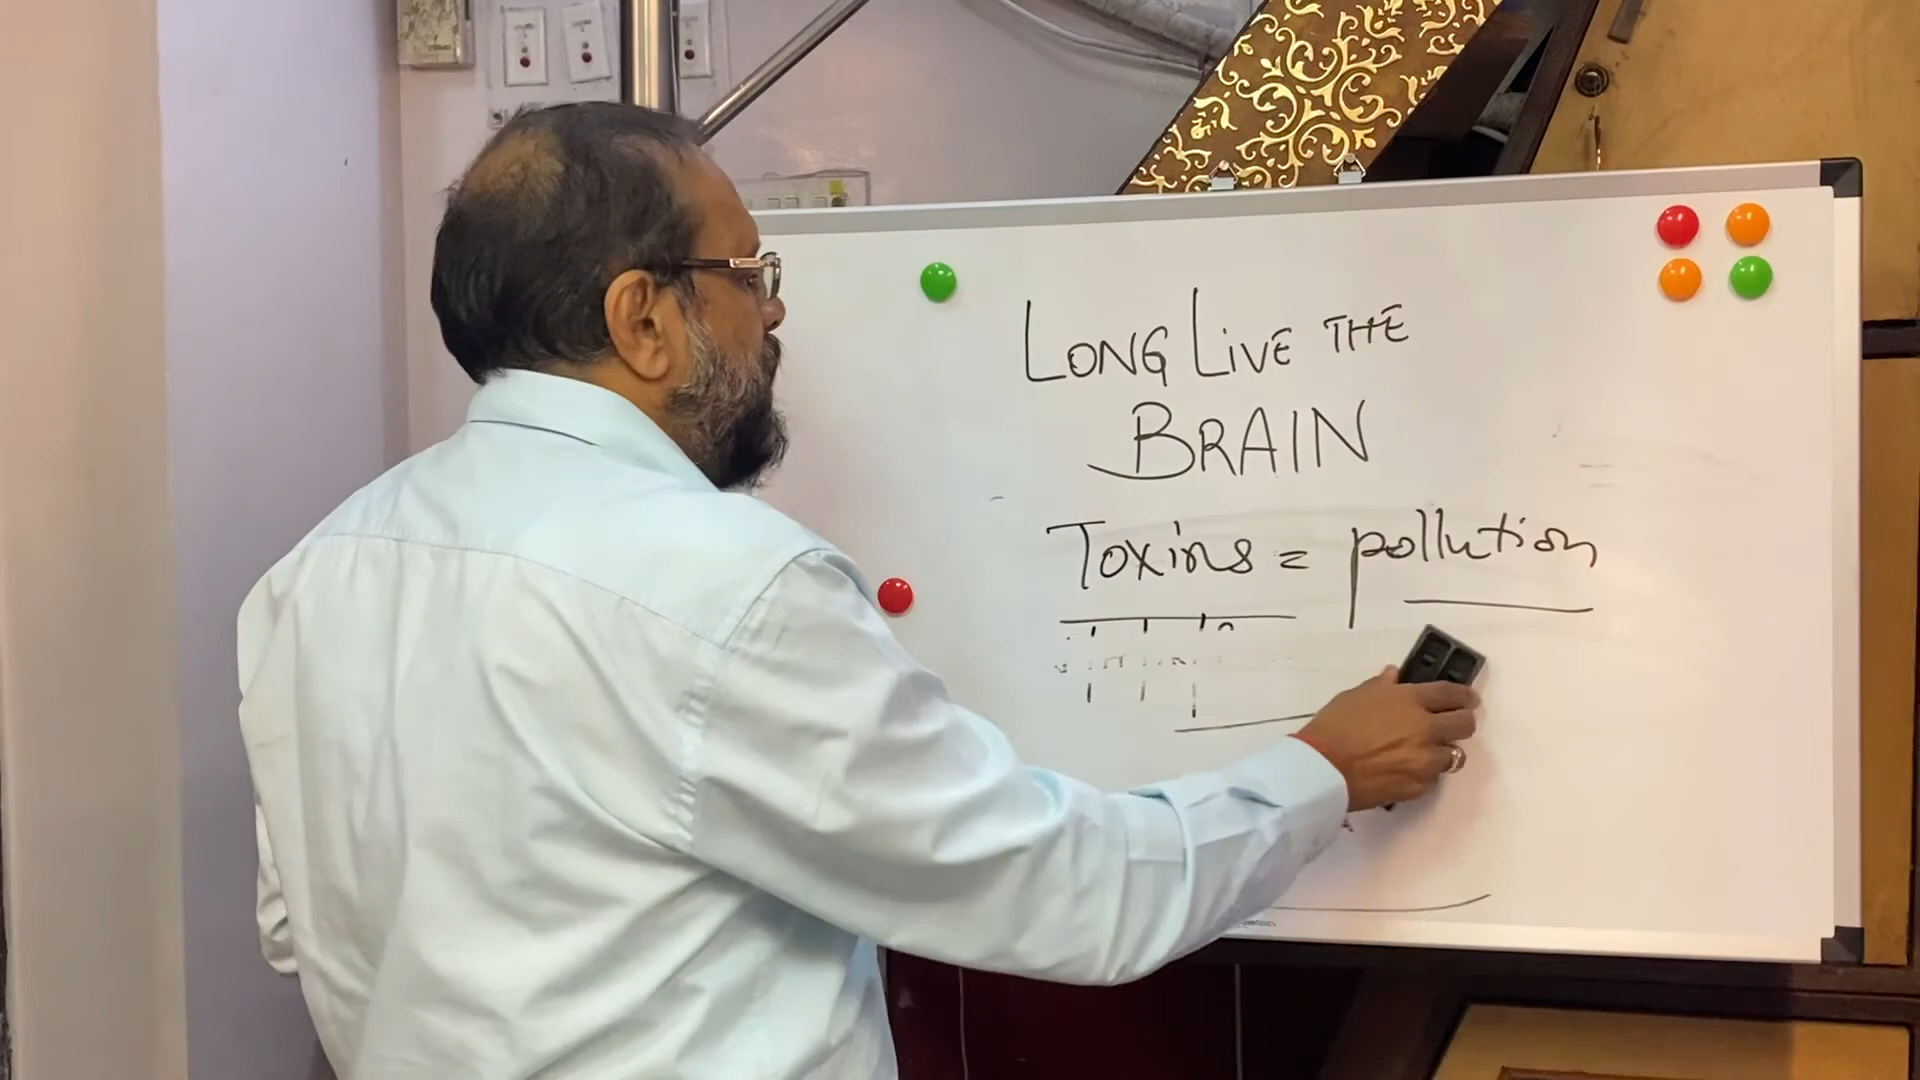 LONG LIVE THE
BRAIN
Toxins = pollution